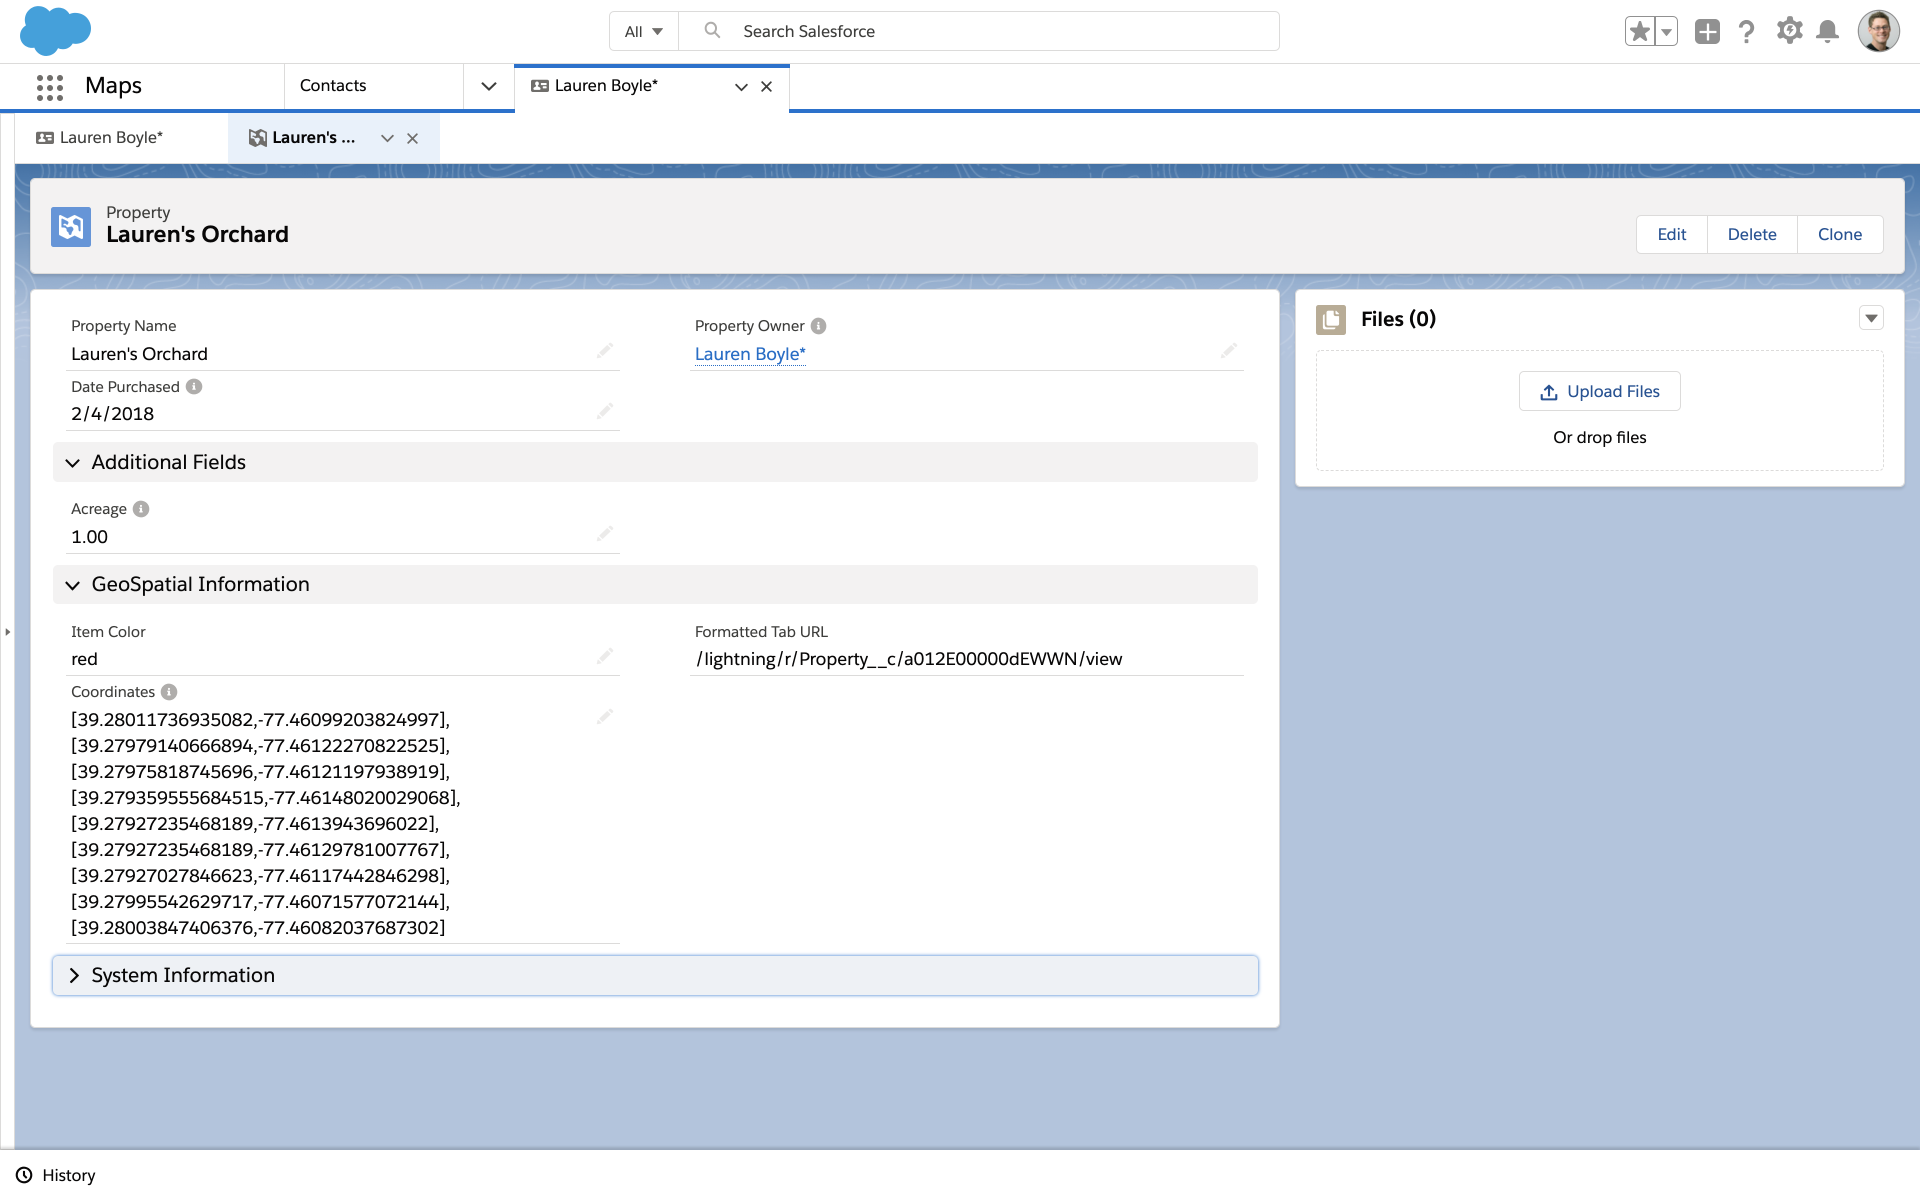 All
Search Salesforce
Maps
Contacts
Lauren Boyle*
Lauren Boyle*
Lauren's ...
Property
Lauren's Orchard
Edit
Delete
Clone
Property Name
Lauren's Orchard
Property Owner
Lauren Boyle*
Date Purchased
2/4/2018
Additional Fields
Acreage
1.00
GeoSpatial Information
Item Color
red
Formatted Tab URL
/lightning/r/Property__c/a012E00000dEWWN/view
Coordinates
[39.28011736935082,-77.46099203824997],
[39.27979140666894,-77.46122270822525],
[39.27975818745696,-77.46121197938919],
[39.279359555684515,-77.46148020029068],
[39.27927235468189,-77.4613943696022],
[39.27927235468189,-77.46129781007767],
[39.27927027846623,-77.46117442846298],
[39.27995542629717,-77.46071577072144],
[39.28003847406376,-77.46082037687302]
System Information
Files (0)
Upload Files
Or drop files
History